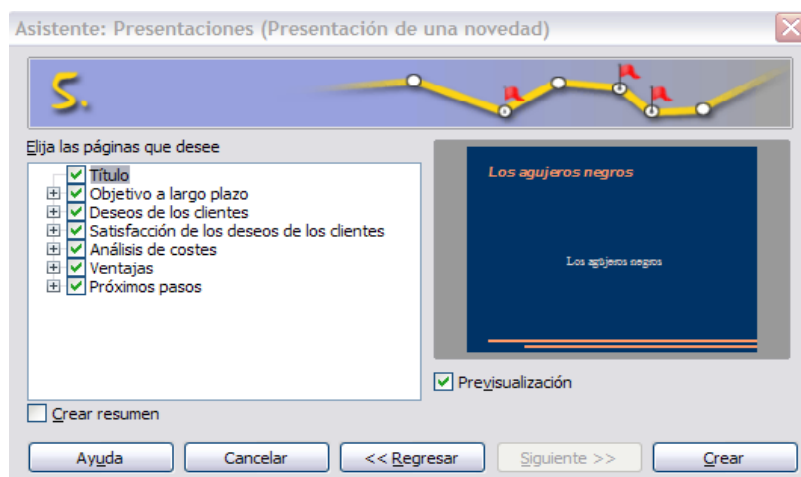 Asistente: Presentaciones (Presentación de una novedad)
5.
Elija las páginas que desee
Título
Objetivo a largo plazo
Deseos de los clientes
Satisfacción de los deseos de los clientes
Análisis de costes
Ventajas
Próximos pasos
Los agujeros negros
Los agüjeros negros
Previsualización
Crear resumen
Ayuda
Cancelar
<< Regresar
Siguiente >>
Crear